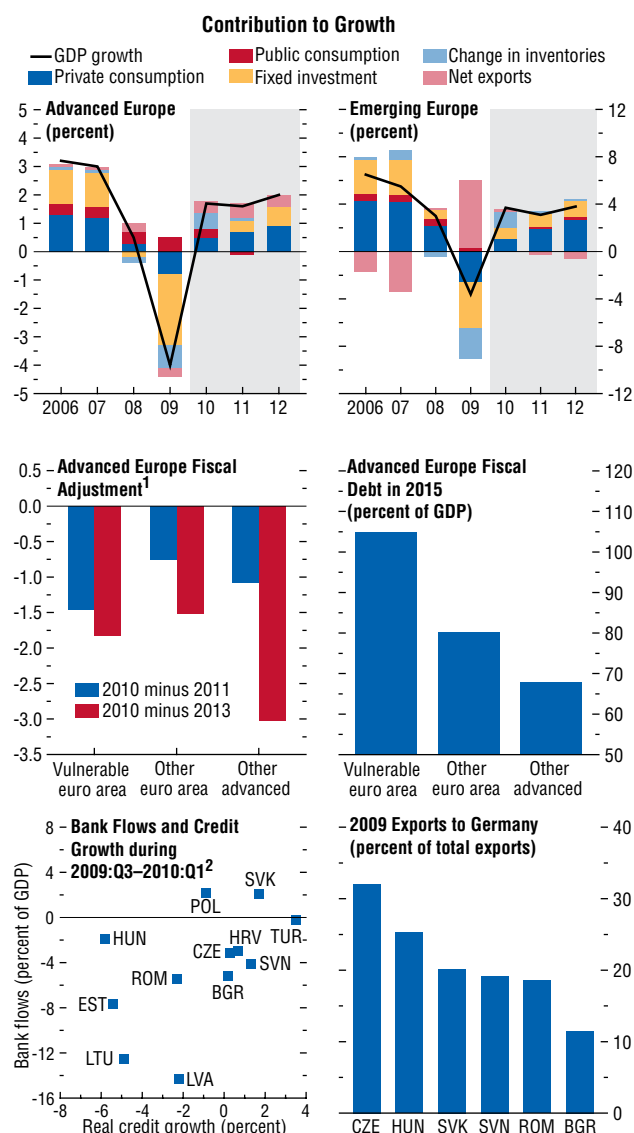 Contribution to Growth
GDP growth
Public consumption
Change in inventories
Private consumption
Fixed investment
Net exports
Advanced Europe
(percent)
5
4
3
2
1
0
-1
-2
-3
-4
-5
2006 07 08 09 10 11 12
Emerging Europe
(percent)
12
8
4
0
-4
-8
-12
2006 07 08 09 10 11 12
Advanced Europe Fiscal
Adjustment1
0.5
0.0
-0.5
-1.0
-1.5
-2.0
-2.5
-3.0
-3.5
2010 minus 2011
2010 minus 2013
Vulnerable
euro area
Other
euro area
Other
advanced
Advanced Europe Fiscal
Debt in 2015
(percent of GDP)
120
110
100
90
80
70
60
50
Vulnerable
euro area
Other
euro area
Other
advanced
Bank Flows and Credit
Growth during
2009:Q3–2010:Q12
Bank flows (percent of GDP)
8
4
0
-4
-8
-12
-16
SVK
POL
HUN
HRV
TUR
CZE
SVN
ROM
BGR
EST
LTU
LVA
-8 -6 -4 -2 0 2 4
Real credit growth (percent)
2009 Exports to Germany
(percent of total exports)
40
30
20
10
0
CZE HUN SVK SVN ROM BGR